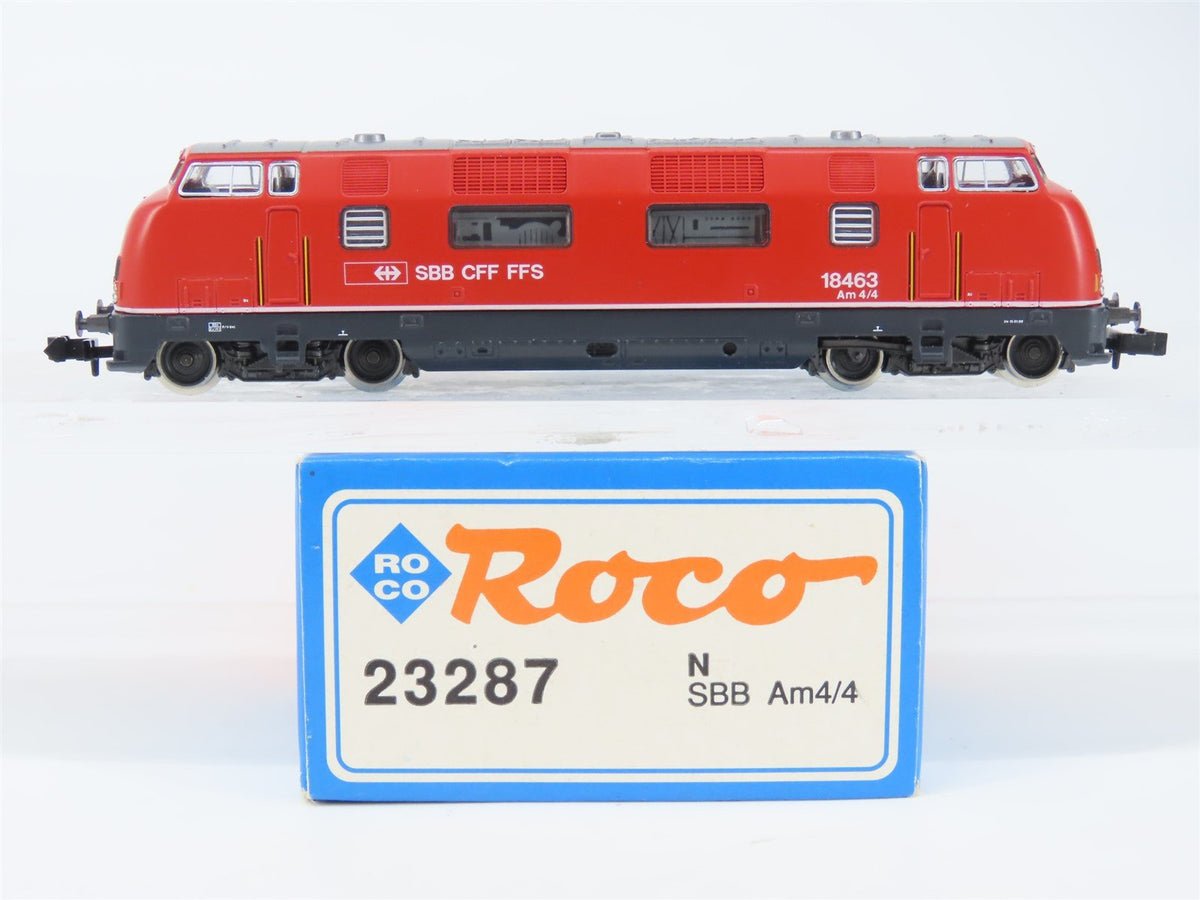 SBB CFF FFS
18463
Am 4/4
RO
CO
Roco
23287
N
SBB Am4/4